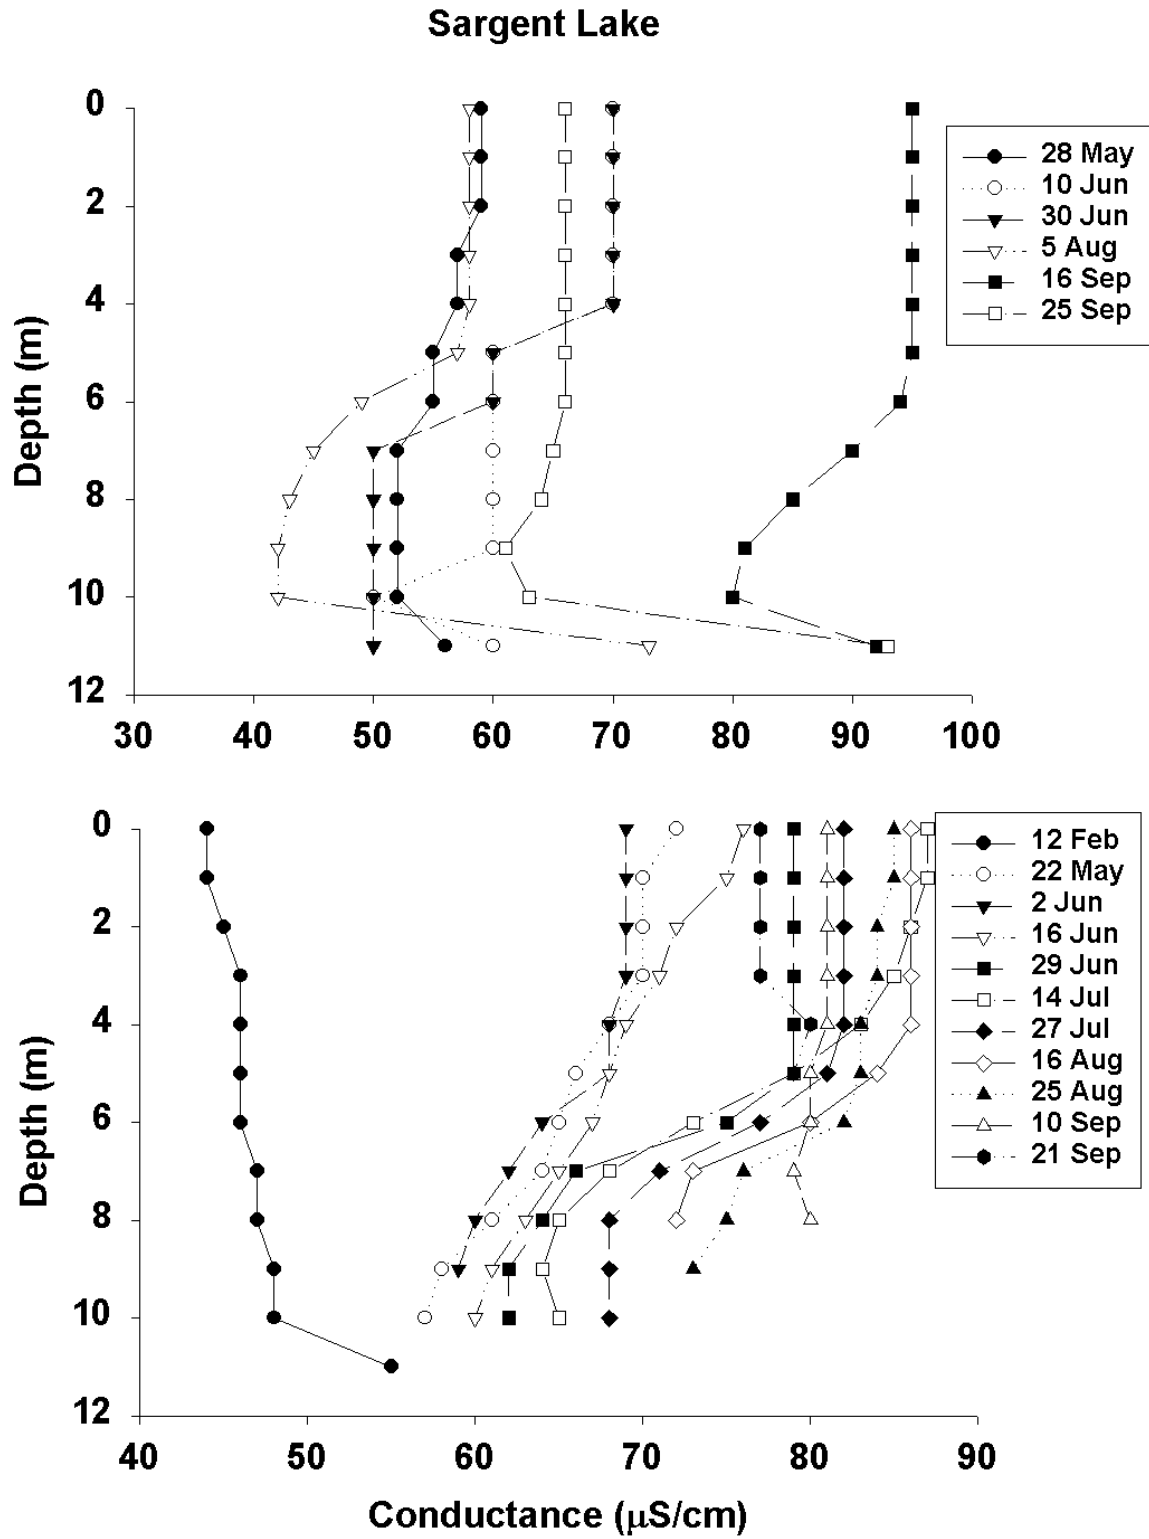 Sargent Lake
0
2
4
6
8
10
12
Depth (m)
30 40 50 60 70 80 90 100
28 May
10 Jun
30 Jun
5 Aug
16 Sep
25 Sep
0
2
4
6
8
10
12
Depth (m)
40 50 60 70 80 90
12 Feb
22 May
2 Jun
16 Jun
29 Jun
14 Jul
27 Jul
16 Aug
25 Aug
10 Sep
21 Sep
Conductance (μS/cm)